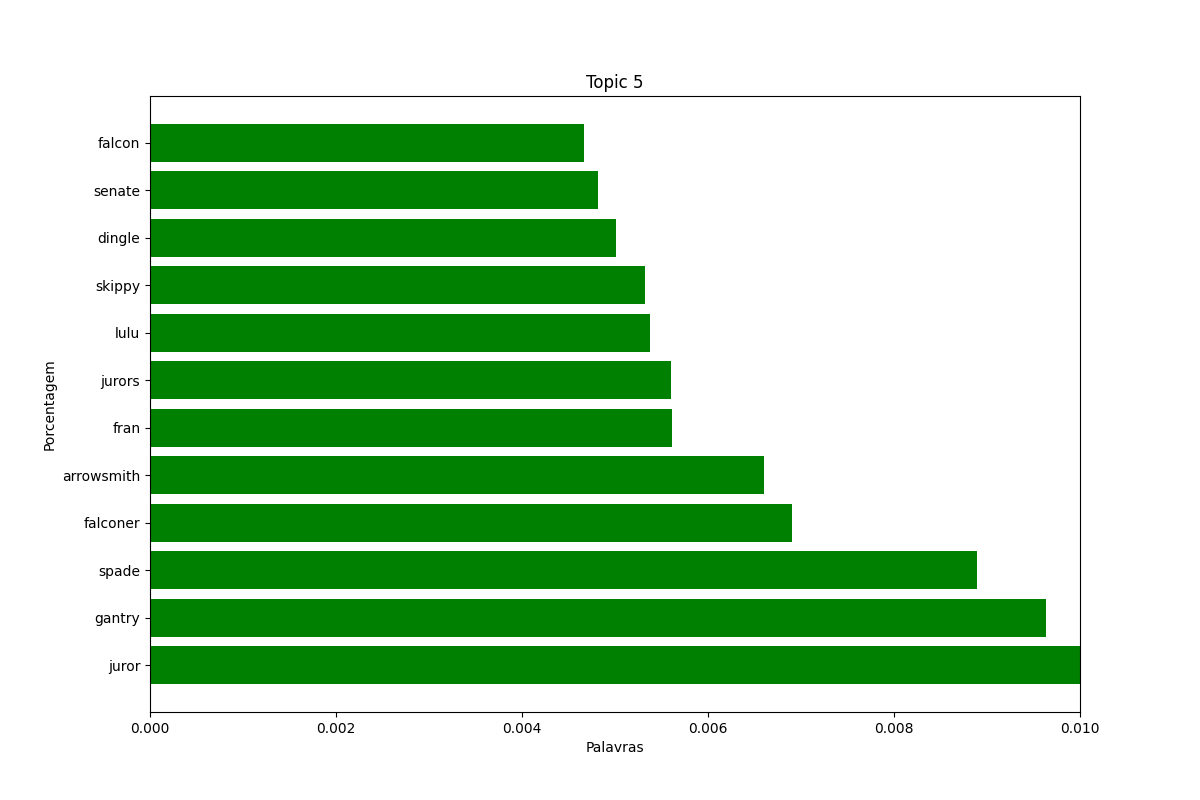 Topic 5
falcon
senate
dingle
skippy
lulu
jurors
fran
arrowsmith
falconer
spade
gantry
juror
Porcentagem
0.000 0.002 0.004 0.006 0.008 0.010
Palavras